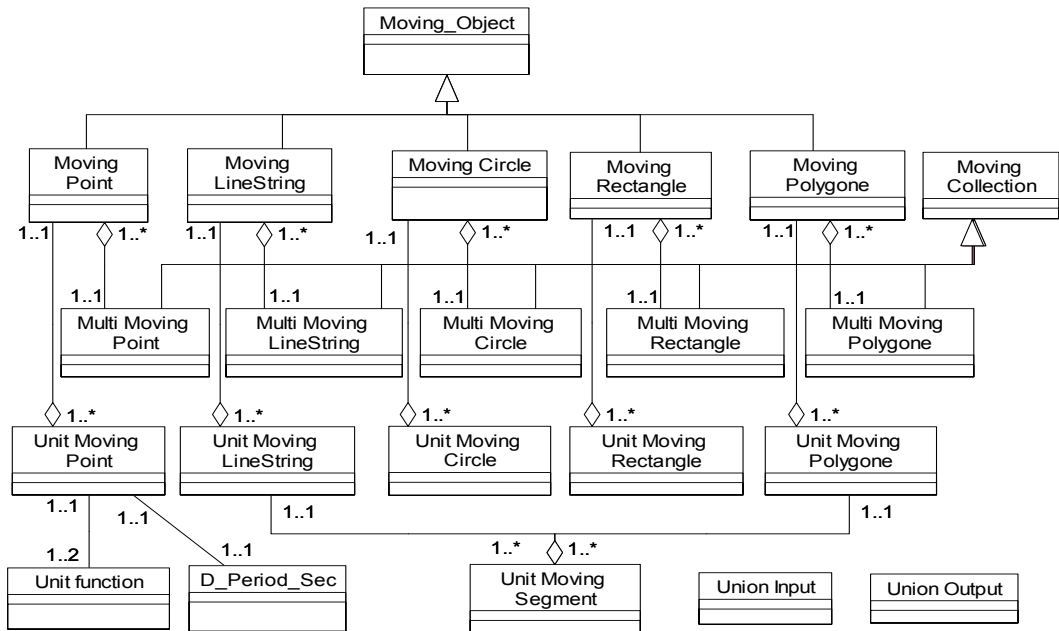 Moving_Object
Moving
Point
Moving
LineString
Moving Circle
Moving
Rectangle
Moving
Polygone
Moving
Collection
1..1
1..*
1..1
1..*
1..1
1..*
1..1
1..*
1..1
1..*
1..1
1..1
1..1
1..1
1..1
Multi Moving
Point
Multi Moving
LineString
Multi Moving
Circle
Multi Moving
Rectangle
Multi Moving
Polygone
1..*
1..*
1..*
1..*
1..*
Unit Moving
Point
Unit Moving
LineString
Unit Moving
Circle
Unit Moving
Rectangle
Unit Moving
Polygone
1..1
1..1
1..1
1..1
1..2
1..1
1..*
1..*
Unit function
D_Period_Sec
Unit Moving
Segment
Union Input
Union Output